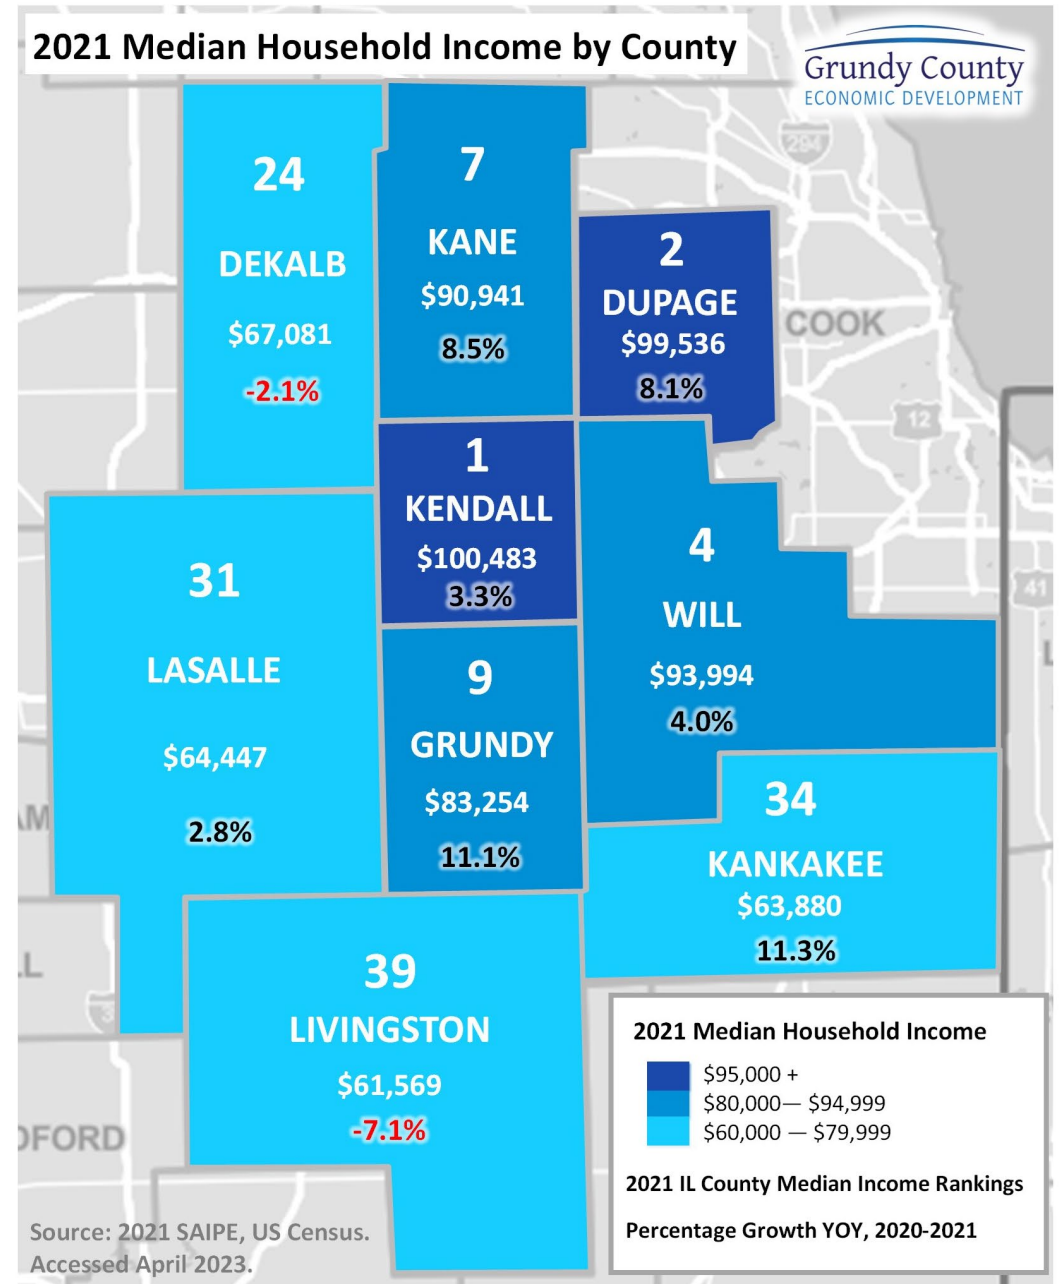 2021 Median Household Income by County
Grundy County
ECONOMIC DEVELOPMENT
294
24
DEKALB
$67,081
-2.1%
7
KANE
$90,941
8.5%
2
DUPAGE
$99,536
8.1%
COOK
12
1
KENDALL
$100,483
3.3%
31
LASALLE
$64,447
2.8%
4
WILL
$93,994
4.0%
41
9
GRUNDY
$83,254
11.1%
34
KANKAKEE
$63,880
11.3%
39
LIVINGSTON
$61,569
-7.1%
DFORD
2021 Median Household Income
$95,000 +
$80,000— $94,999
$60,000 — $79,999
2021 IL County Median Income Rankings
Percentage Growth YOY, 2020-2021
Source: 2021 SAIPE, US Census.
Accessed April 2023.